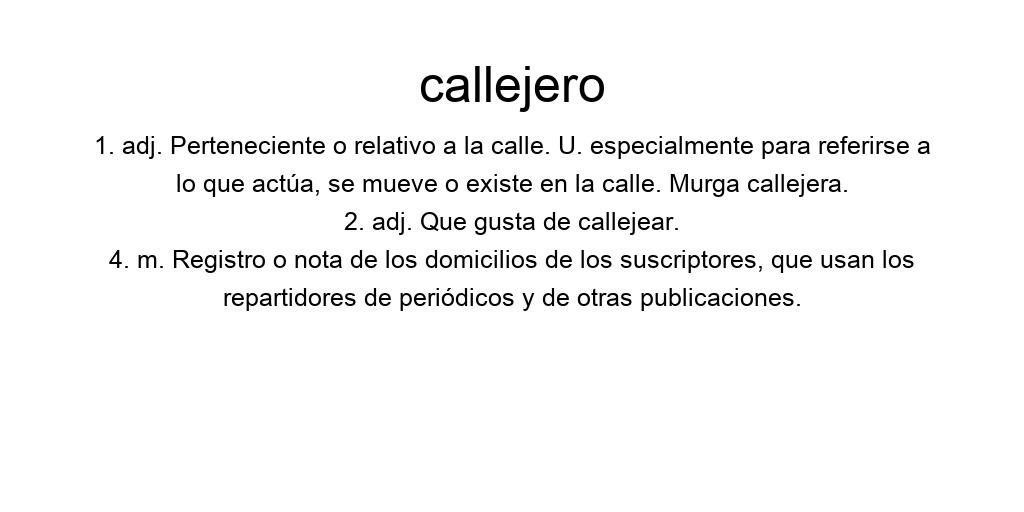 callejero
1. adj. Perteneciente o relativo a la calle. U. especialmente para referirse a
lo que actúa, se mueve o existe en la calle. Murga callejera.
2. adj. Que gusta de callejear.
4. m. Registro o nota de los domicilios de los suscriptores, que usan los
repartidores de periódicos y de otras publicaciones.